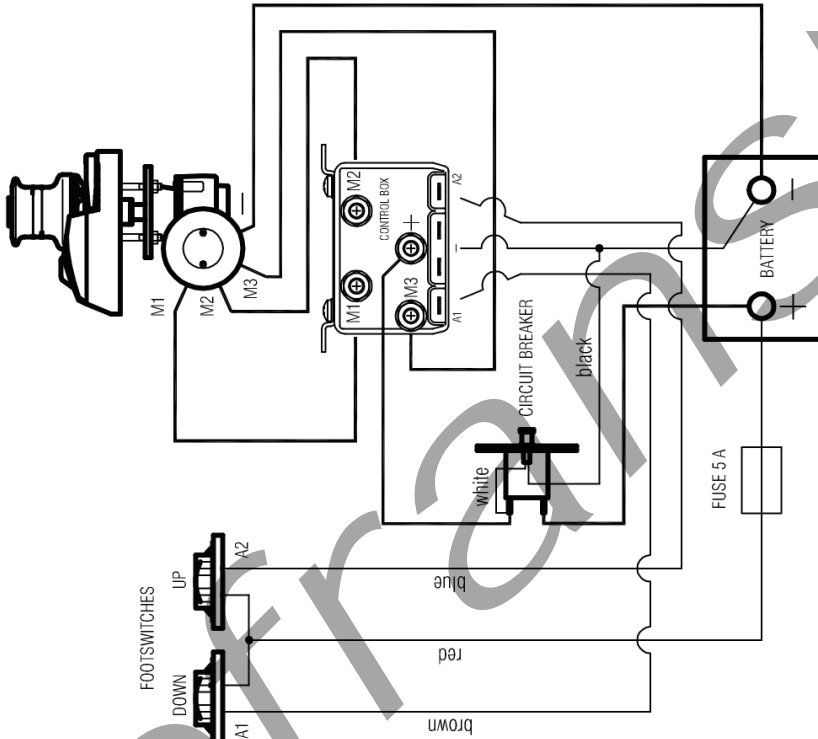 M1
M2
M3
–
M2
CONTROL BOX
+
M1
M3
A2
–
A1
–
BATTERY
+
CIRCUIT BREAKER
black
white
FUSE 5 A
FOOTSWITCHES
UP
A2
DOWN
A1
blue
red
brown